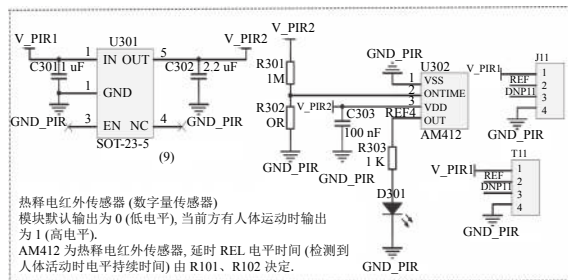 V_PIR1 U301 V_PIR2
1 IN OUT 5
C301 1 uF
C302 2.2 uF
1 GND
GND_PIR
GND_PIR
3 EN NC 4
SOT-23-5
(9)
V_PIR2
R301
1M
R302
OR
GND_PIR
GND_PIR
U302
1 VSS
2 ONTIME
3 VDD
REF4 OUT
AM412
V_PIR2
C303
100 nF
GND_PIR
R303
1 K
D301
GND_PIR
J11
V_PIR1 1
REF 2
DNP11 3
4
GND_PIR
T11
V_PIR1 1
REF 2
DNP11 3
4
GND_PIR
热释电红外传感器 (数字量传感器)
模块默认输出为 0 (低电平), 当前方有人体运动时输出
为 1 (高电平).
AM412 为热释电红外传感器, 延时 REL 电平时间 (检测到
人体活动时电平持续时间) 由 R101、R102 决定.